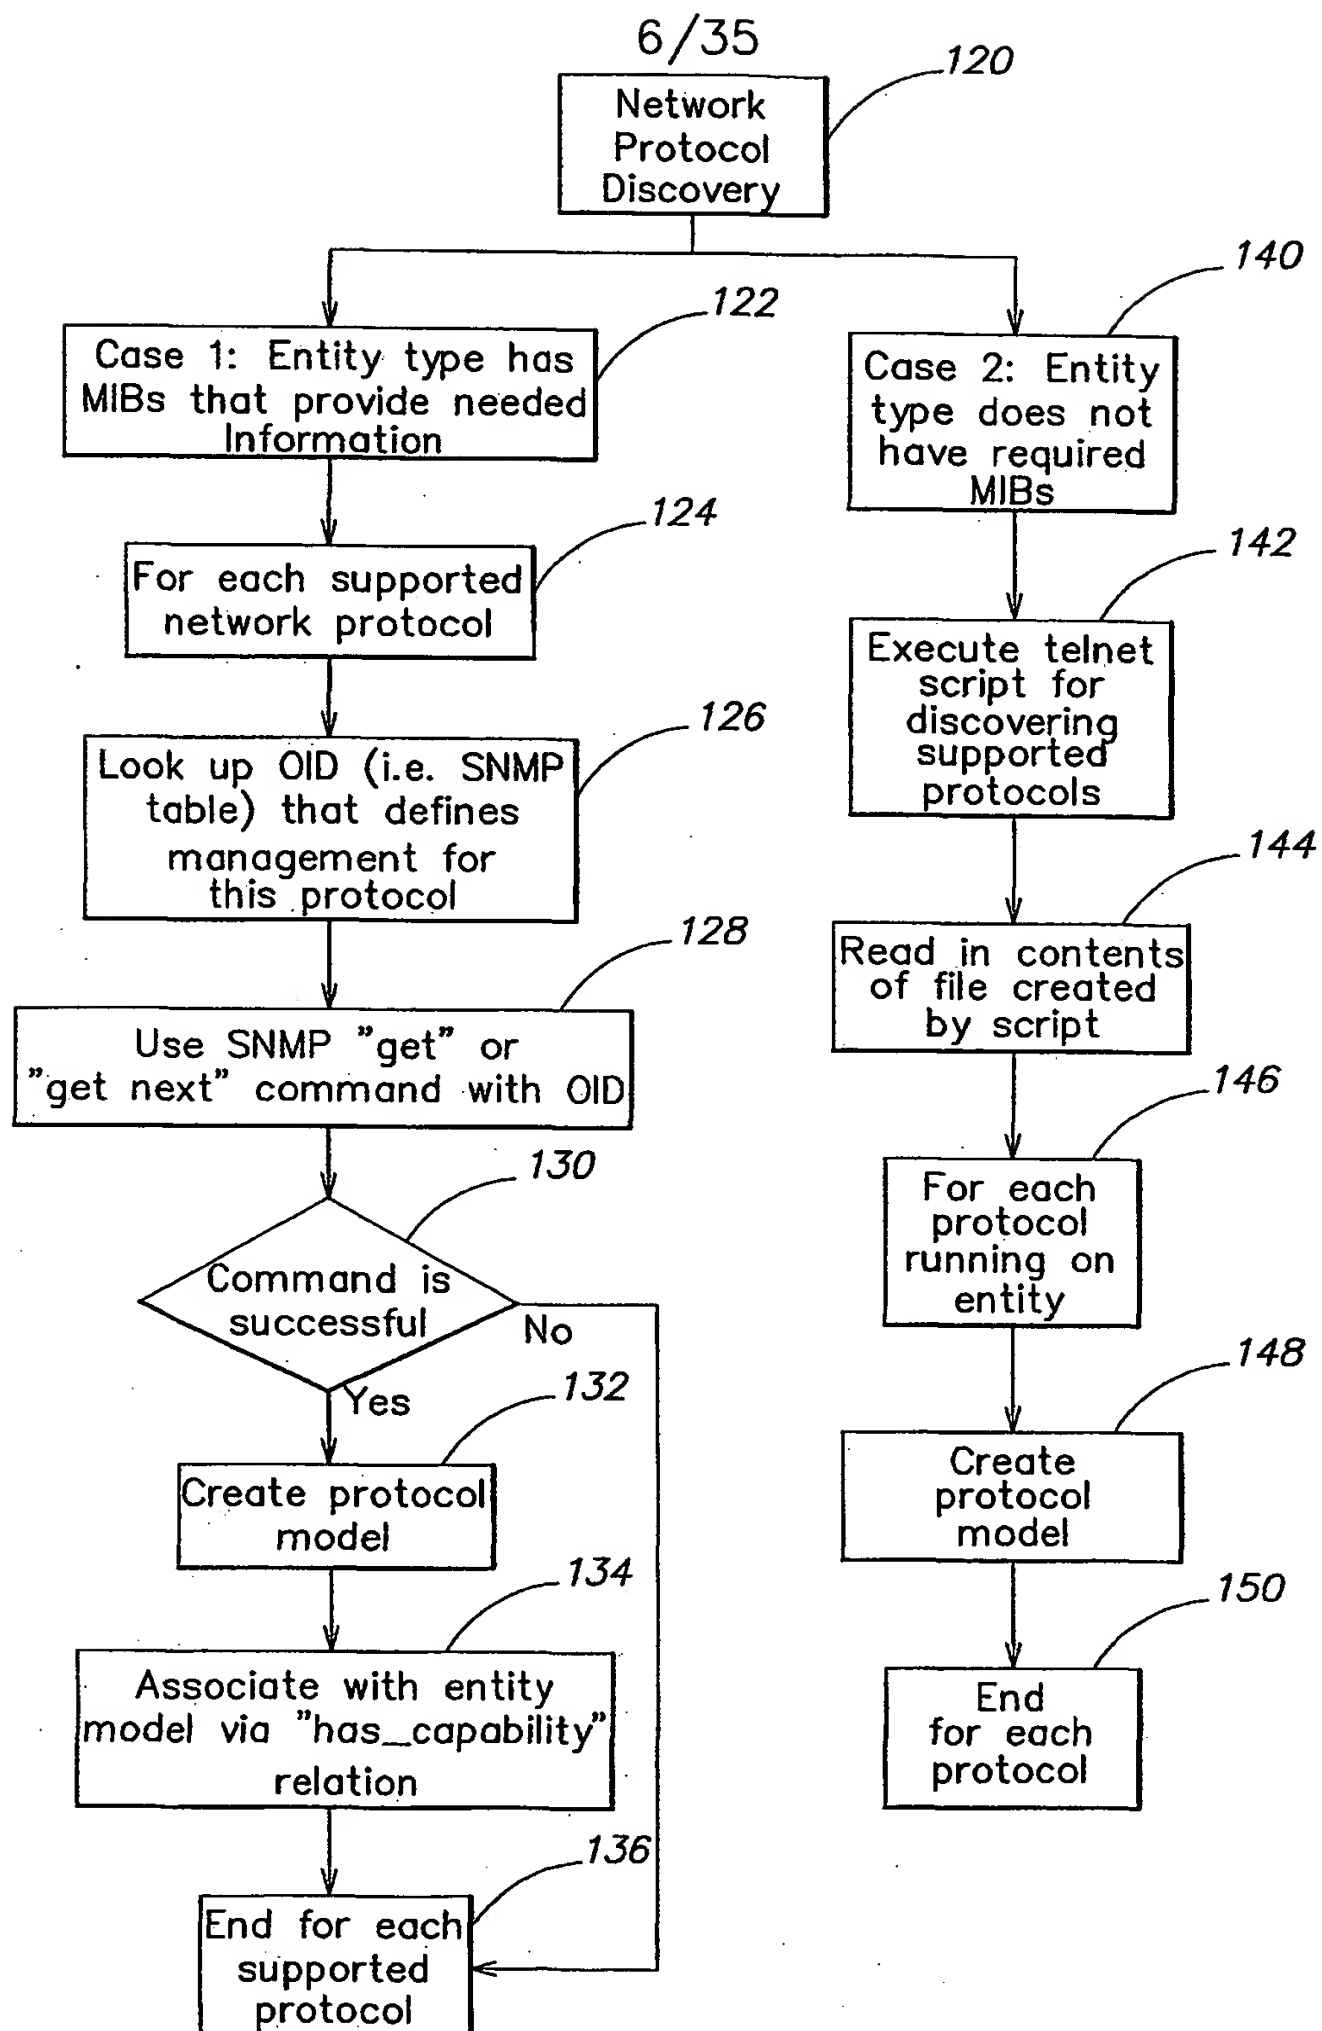 6/35
120
Network
Protocol
Discovery
122
Case 1: Entity type has
MIBs that provide needed
Information
124
For each supported
network protocol
126
Look up OID (i.e. SNMP
table) that defines
management for
this protocol
128
Use SNMP ”get” or
”get next” command with OID
130
Command is
successful
No
Yes
132
Create protocol
model
134
Associate with entity
model via ”has_capability”
relation
136
End for each
supported
protocol
140
Case 2: Entity
type does not
have required
MIBs
142
Execute telnet
script for
discovering
supported
protocols
144
Read in contents
of file created
by script
146
For each
protocol
running on
entity
148
Create
protocol
model
150
End
for each
protocol